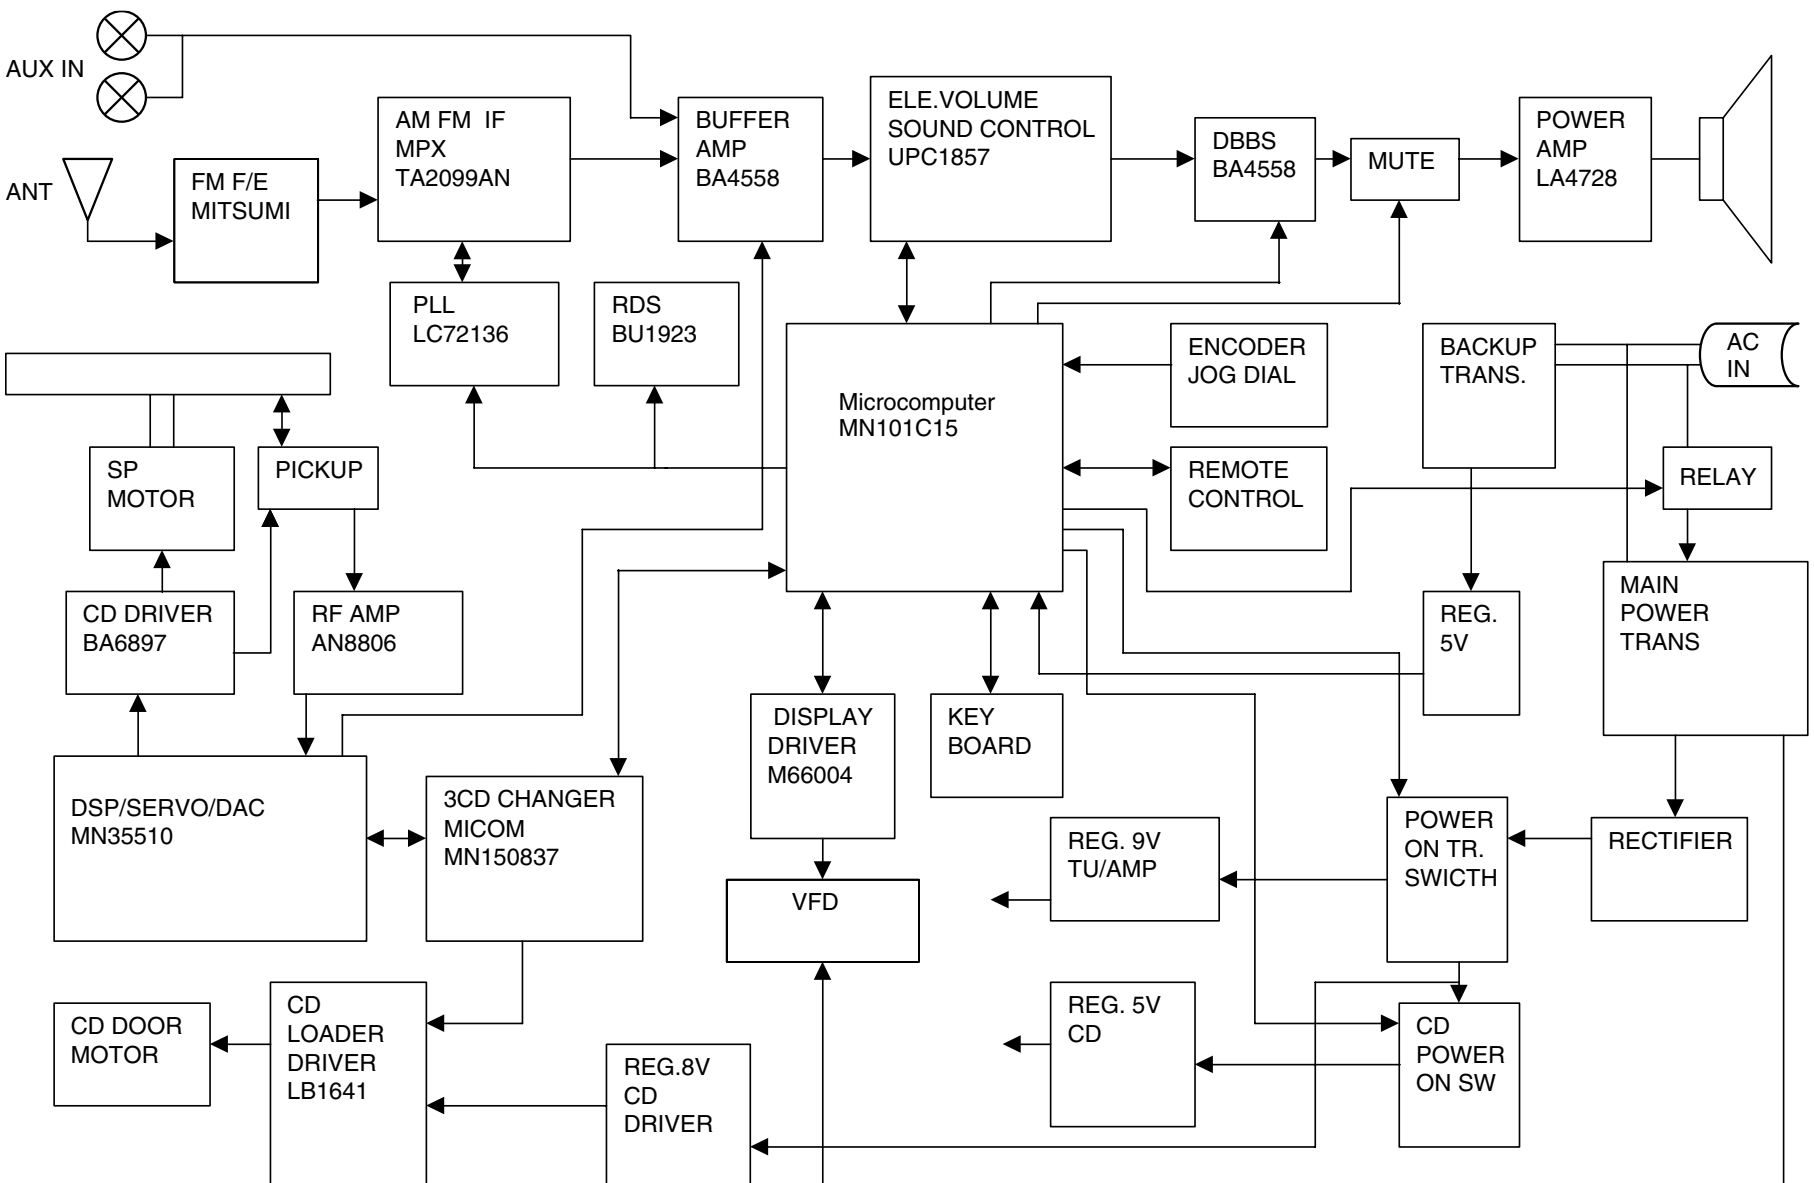 AUX IN
ANT
FM F/E
MITSUMI
AM FM  IF
MPX
TA2099AN
BUFFER
AMP
BA4558
ELE.VOLUME
SOUND CONTROL
UPC1857
DBBS
BA4558
MUTE
POWER
AMP
LA4728
PLL
LC72136
RDS
BU1923
Microcomputer
MN101C15
ENCODER
JOG DIAL
BACKUP
TRANS.
AC
IN
SP
MOTOR
PICKUP
REMOTE
CONTROL
RELAY
CD DRIVER
BA6897
RF AMP
AN8806
REG.
5V
MAIN
POWER
TRANS
DISPLAY
DRIVER
M66004
KEY
BOARD
DSP/SERVO/DAC
MN35510
3CD CHANGER
MICOM
MN150837
REG. 9V
TU/AMP
POWER
ON TR.
SWICTH
RECTIFIER
VFD
CD DOOR
MOTOR
CD
LOADER
DRIVER
LB1641
REG.8V
CD
DRIVER
REG. 5V
CD
CD
POWER
ON SW